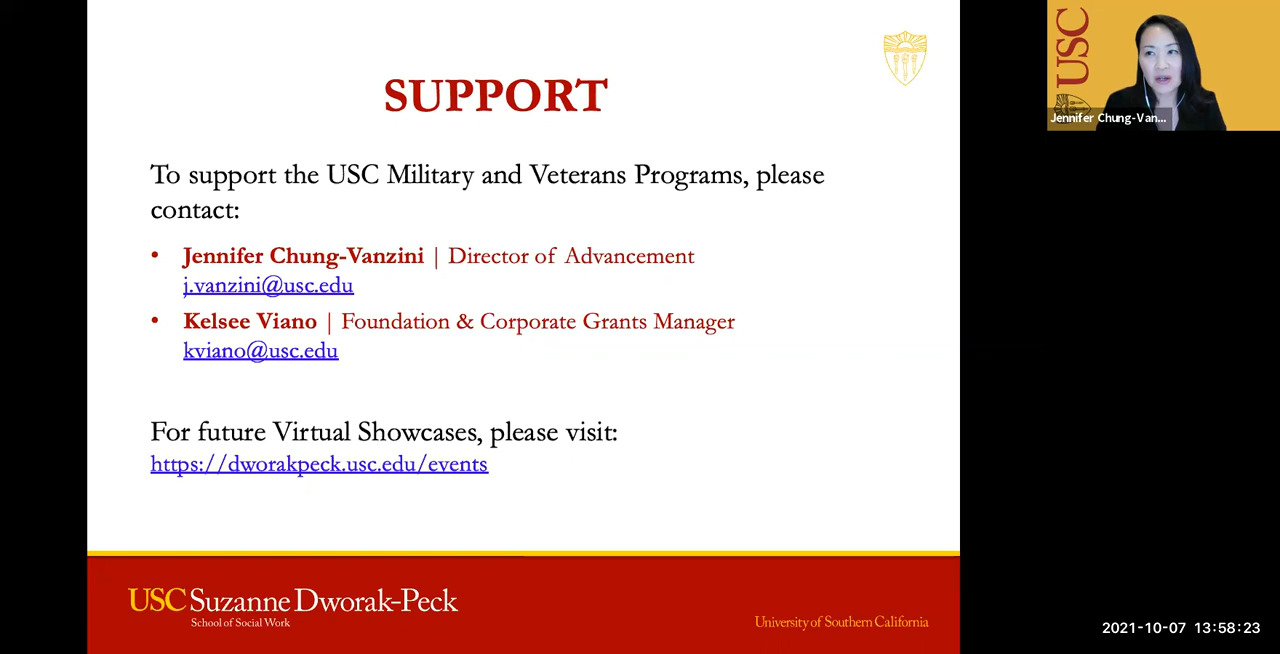 SUPPORT
To support the USC Military and Veterans Programs, please
contact:
• Jennifer Chung-Vanzini | Director of Advancement
j.vanzini@usc.edu
• Kelsee Viano | Foundation & Corporate Grants Manager
kviano@usc.edu
For future Virtual Showcases, please visit:
https://dworakpeck.usc.edu/events
USC Suzanne Dworak-Peck
School of Social Work
University of Southern California
USC
Jennifer Chung-Van...
2021-10-07 13:58:23